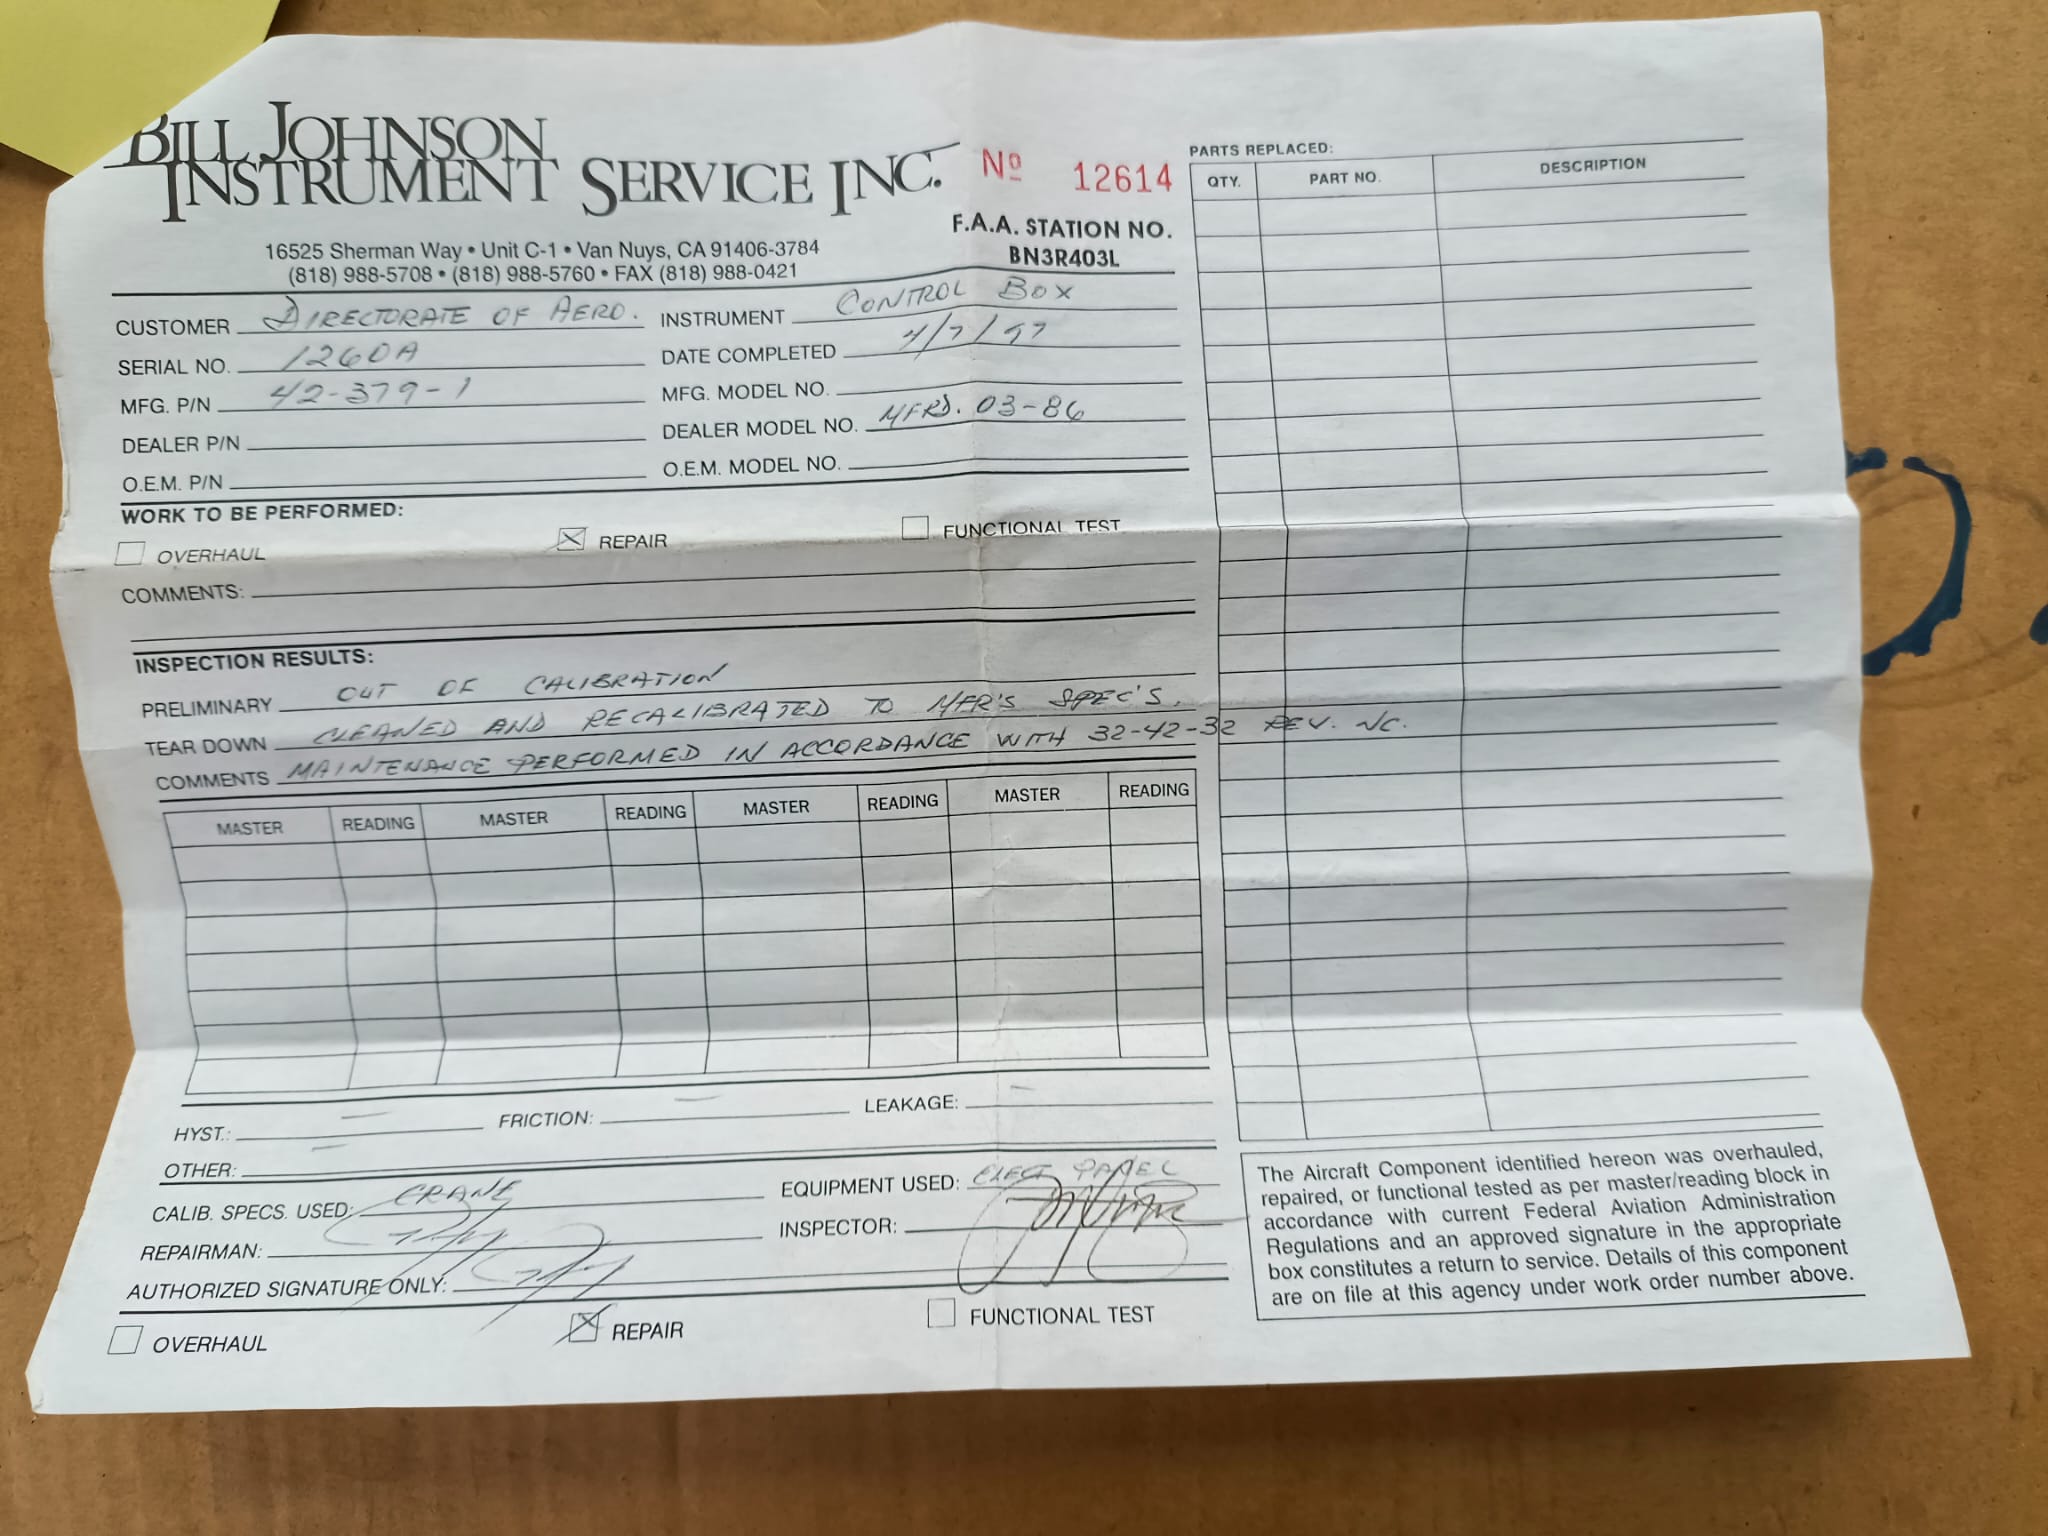 BILL JOHNSON
INSTRUMENT SERVICE INC.
Nº 12614
F.A.A. STATION NO.
BN3R403L
16525 Sherman Way • Unit C-1 • Van Nuys, CA 91406-3784
(818) 988-5708 • (818) 988-5760 • FAX (818) 988-0421
CUSTOMER DIRECTORATE OF AERO. INSTRUMENT CONTROL BOX
SERIAL NO. 1260A DATE COMPLETED 4/7/97
MFG. P/N 42-379-1 MFG. MODEL NO.
DEALER P/N DEALER MODEL NO. MFRD. 03-86
O.E.M. P/N O.E.M. MODEL NO.
WORK TO BE PERFORMED:
OVERHAUL REPAIR FUNCTIONAL TEST
COMMENTS:
INSPECTION RESULTS:
PRELIMINARY OUT OF CALIBRATION
TEAR DOWN CLEANED AND RECALIBRATED TO MFR'S SPEC'S.
COMMENTS MAINTENANCE PERFORMED IN ACCORDANCE WITH 32-42-32 REV. NC.
MASTER READING MASTER READING MASTER READING MASTER READING
HYST.: — FRICTION: — LEAKAGE: —
OTHER: —
CALIB. SPECS. USED: CRANE EQUIPMENT USED: ELECT PANEL
REPAIRMAN: INSPECTOR:
AUTHORIZED SIGNATURE ONLY:
OVERHAUL REPAIR FUNCTIONAL TEST
PARTS REPLACED:
QTY. PART NO. DESCRIPTION
The Aircraft Component identified hereon was overhauled,
repaired, or functional tested as per master/reading block in
accordance with current Federal Aviation Administration
Regulations and an approved signature in the appropriate
box constitutes a return to service. Details of this component
are on file at this agency under work order number above.